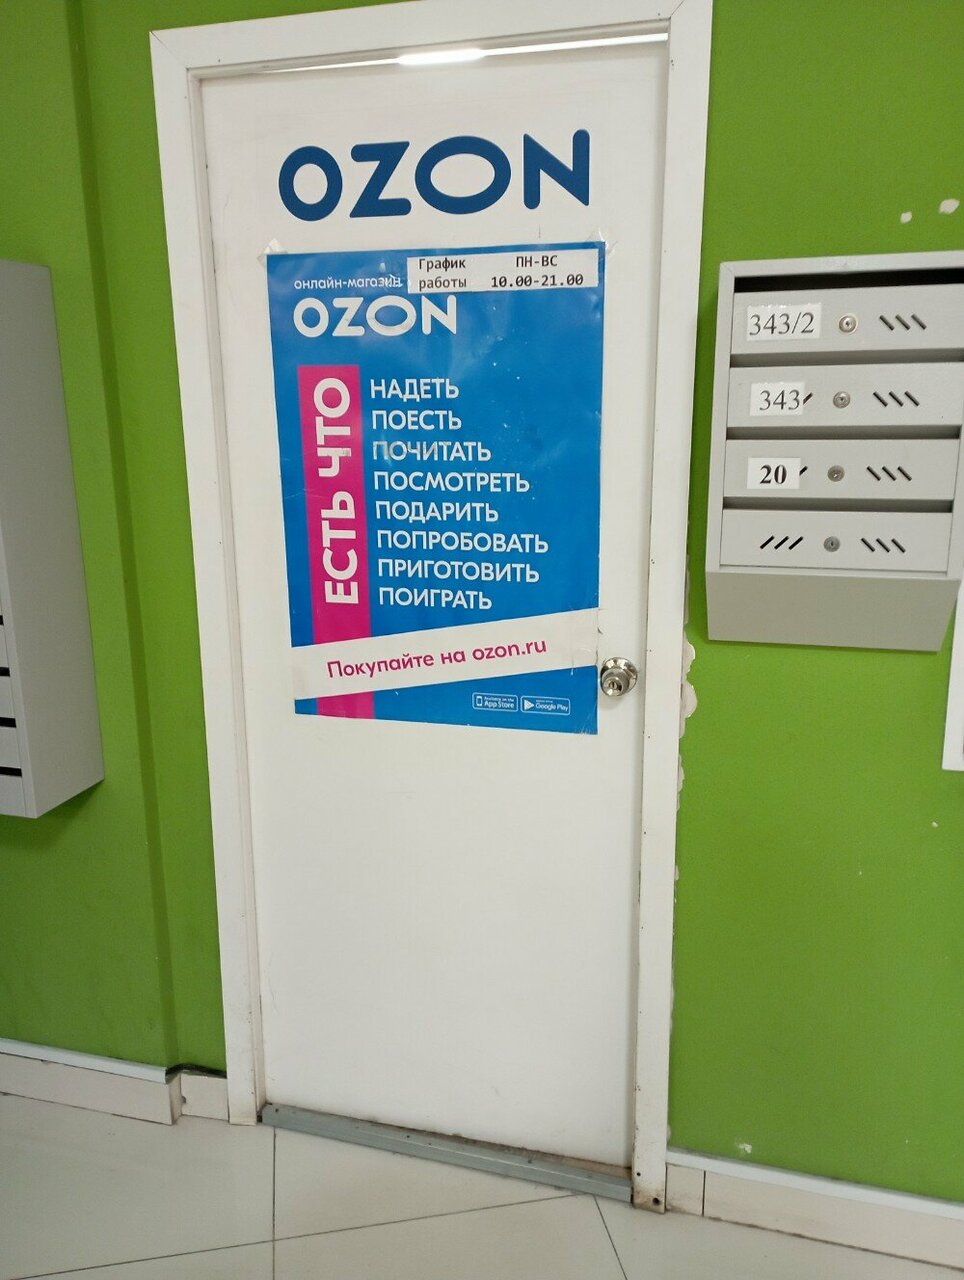 OZON
График ПН-ВС
работы 10.00-21.00
онлайн-магазин
OZON
ЕСТЬ ЧТО
НАДЕТЬ
ПОЕСТЬ
ПОЧИТАТЬ
ПОСМОТРЕТЬ
ПОДАРИТЬ
ПОПРОБОВАТЬ
ПРИГОТОВИТЬ
ПОИГРАТЬ
Покупайте на ozon.ru
App Store
Google Play
343/2
343
20